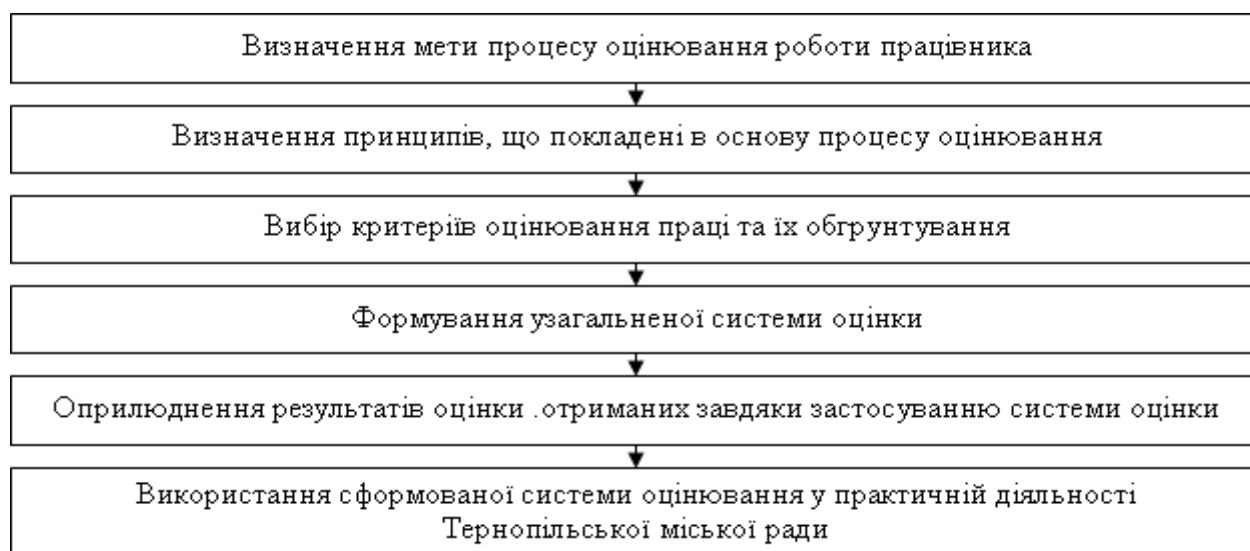 Визначення мети процесу оцінювання роботи працівника
Визначення принципів, що покладені в основу процесу оцінювання
Вибір критеріїв оцінювання праці та їх обгрунтування
Формування узагальненої системи оцінки
Оприлюднення результатів оцінки .отриманих завдяки застосуванню системи оцінки
Використання сформованої системи оцінювання у практичній діяльності
Тернопільської міської ради